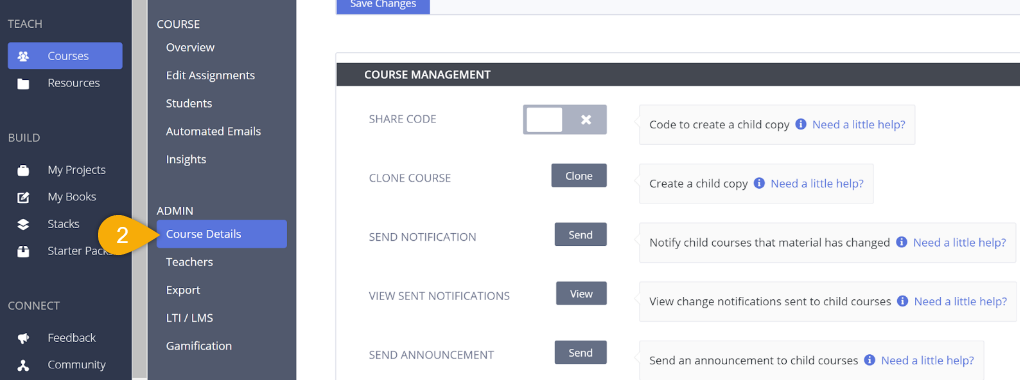 TEACH
Courses
Resources
BUILD
My Projects
My Books
Stacks
Starter Packs
CONNECT
Feedback
Community
COURSE
Overview
Edit Assignments
Students
Automated Emails
Insights
ADMIN
2
Course Details
Teachers
Export
LTI / LMS
Gamification
Save Changes
COURSE MANAGEMENT
SHARE CODE
Code to create a child copy Need a little help?
CLONE COURSE Clone
Create a child copy Need a little help?
SEND NOTIFICATION Send
Notify child courses that material has changed Need a little help?
VIEW SENT NOTIFICATIONS View
View change notifications sent to child courses Need a little help?
SEND ANNOUNCEMENT Send
Send an announcement to child courses Need a little help?